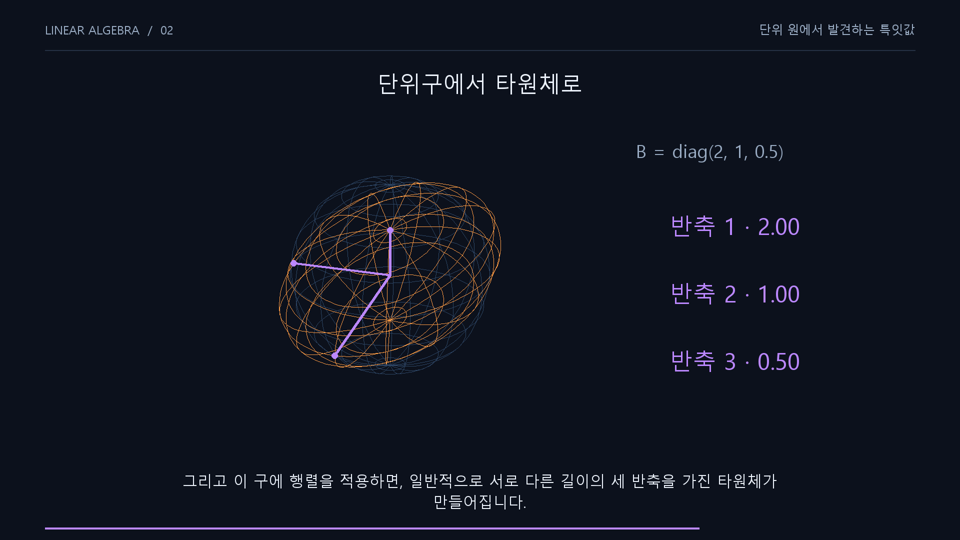 LINEAR ALGEBRA / 02
단위 원에서 발견하는 특잇값
단위구에서 타원체로
B = diag(2, 1, 0.5)
반축 1 · 2.00
반축 2 · 1.00
반축 3 · 0.50
그리고 이 구에 행렬을 적용하면, 일반적으로 서로 다른 길이의 세 반축을 가진 타원체가
만들어집니다.